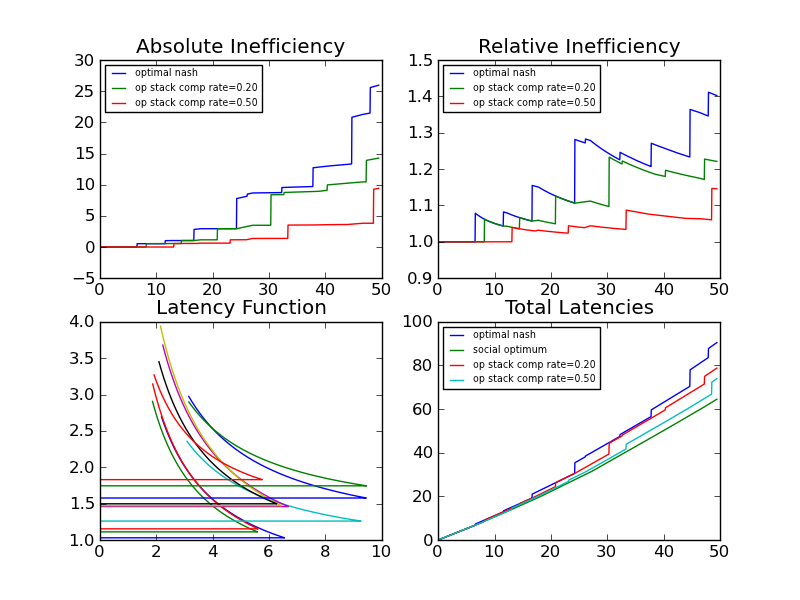 Absolute Inefficiency
30
25
20
15
10
5
0
−5
optimal nash
op stack comp rate=0.20
op stack comp rate=0.50
0 10 20 30 40 50
Relative Inefficiency
1.5
1.4
1.3
1.2
1.1
1.0
0.9
optimal nash
op stack comp rate=0.20
op stack comp rate=0.50
0 10 20 30 40 50
Latency Function
4.0
3.5
3.0
2.5
2.0
1.5
1.0
0 2 4 6 8 10
Total Latencies
100
80
60
40
20
0
optimal nash
social optimum
op stack comp rate=0.20
op stack comp rate=0.50
0 10 20 30 40 50